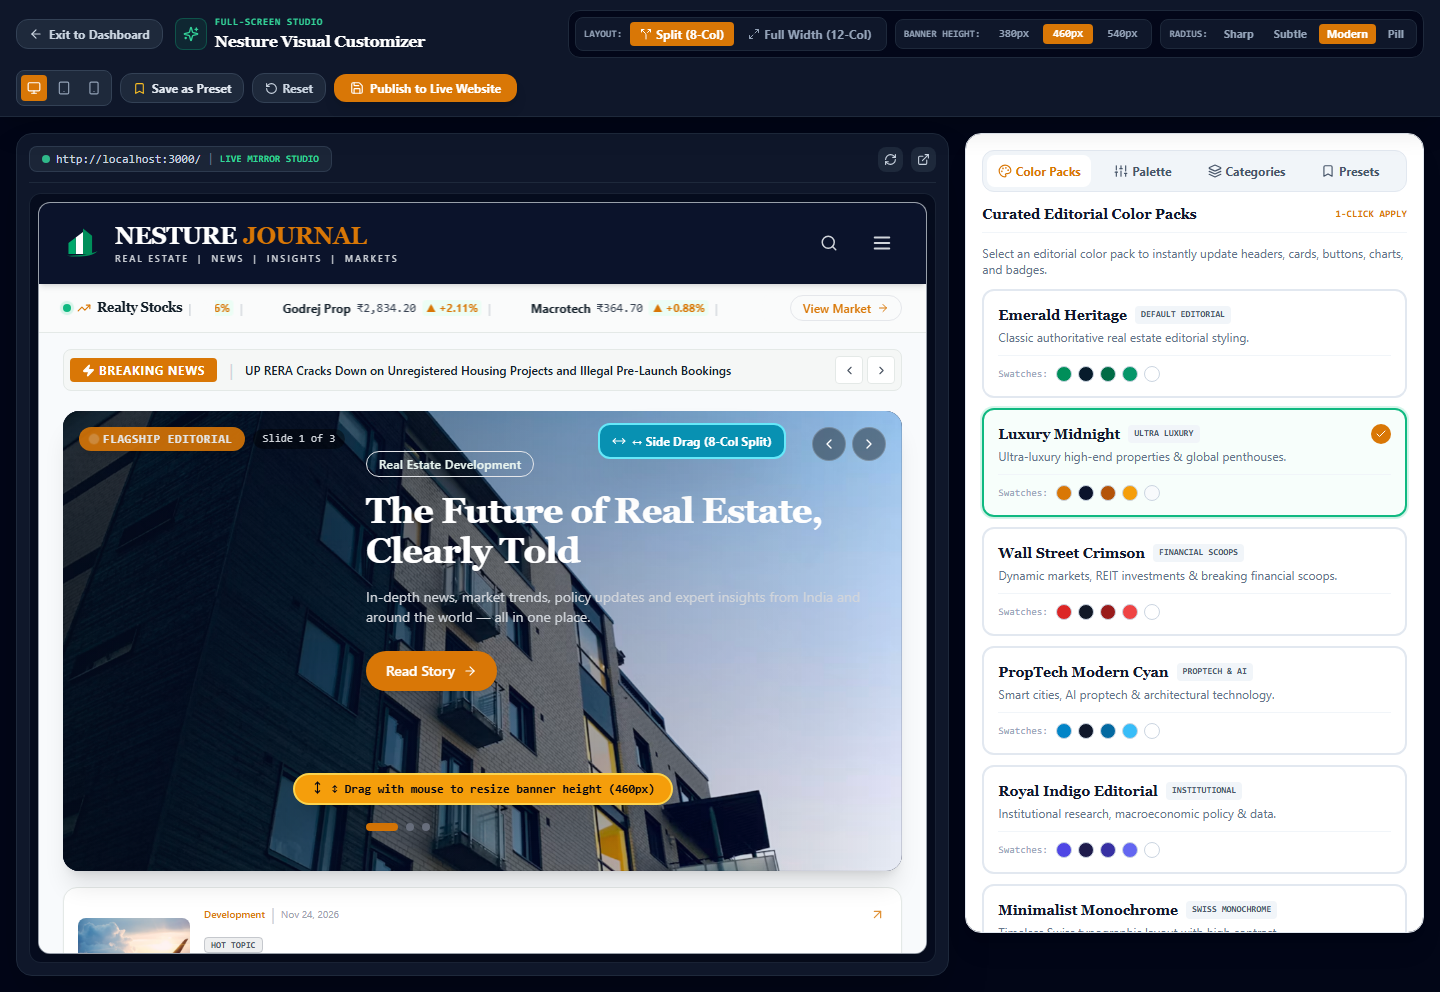 Exit to Dashboard
FULL-SCREEN STUDIO
Nesture Visual Customizer
LAYOUT: Split (8-Col) Full Width (12-Col)
BANNER HEIGHT: 380px 460px 540px
RADIUS: Sharp Subtle Modern Pill
Save as Preset
Reset
Publish to Live Website
http://localhost:3000/ | LIVE MIRROR STUDIO
NESTURE JOURNAL
REAL ESTATE | NEWS | INSIGHTS | MARKETS
Realty Stocks | 6% | Godrej Prop ₹2,834.20 ▲ +2.11% | Macrotech ₹364.70 ▲ +0.88% | View Market →
BREAKING NEWS | UP RERA Cracks Down on Unregistered Housing Projects and Illegal Pre-Launch Bookings
FLAGSHIP EDITORIAL Slide 1 of 3
↔ ↔ Side Drag (8-Col Split)
Real Estate Development
The Future of Real Estate,
Clearly Told
In-depth news, market trends, policy updates and expert insights from India and
around the world — all in one place.
Read Story →
↕ ↕ Drag with mouse to resize banner height (460px)
Development | Nov 24, 2026
HOT TOPIC
Color Packs
Palette
Categories
Presets
Curated Editorial Color Packs
1-CLICK APPLY
Select an editorial color pack to instantly update headers, cards, buttons, charts,
and badges.
Emerald Heritage DEFAULT EDITORIAL
Classic authoritative real estate editorial styling.
Swatches:
Luxury Midnight ULTRA LUXURY
Ultra-luxury high-end properties & global penthouses.
Swatches:
Wall Street Crimson FINANCIAL SCOOPS
Dynamic markets, REIT investments & breaking financial scoops.
Swatches:
PropTech Modern Cyan PROPTECH & AI
Smart cities, AI proptech & architectural technology.
Swatches:
Royal Indigo Editorial INSTITUTIONAL
Institutional research, macroeconomic policy & data.
Swatches:
Minimalist Monochrome SWISS MONOCHROME
Timeless Swiss typographic layout with high contrast.